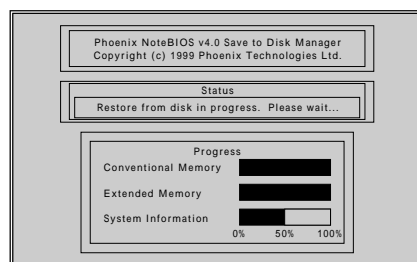 Phoenix NoteBIOS v4.0 Save to Disk Manager
Copyright (c) 1999 Phoenix Technologies Ltd.
Status
Restore from disk in progress. Please wait...
Progress
Conventional Memory
Extended Memory
System Information
0% 50% 100%